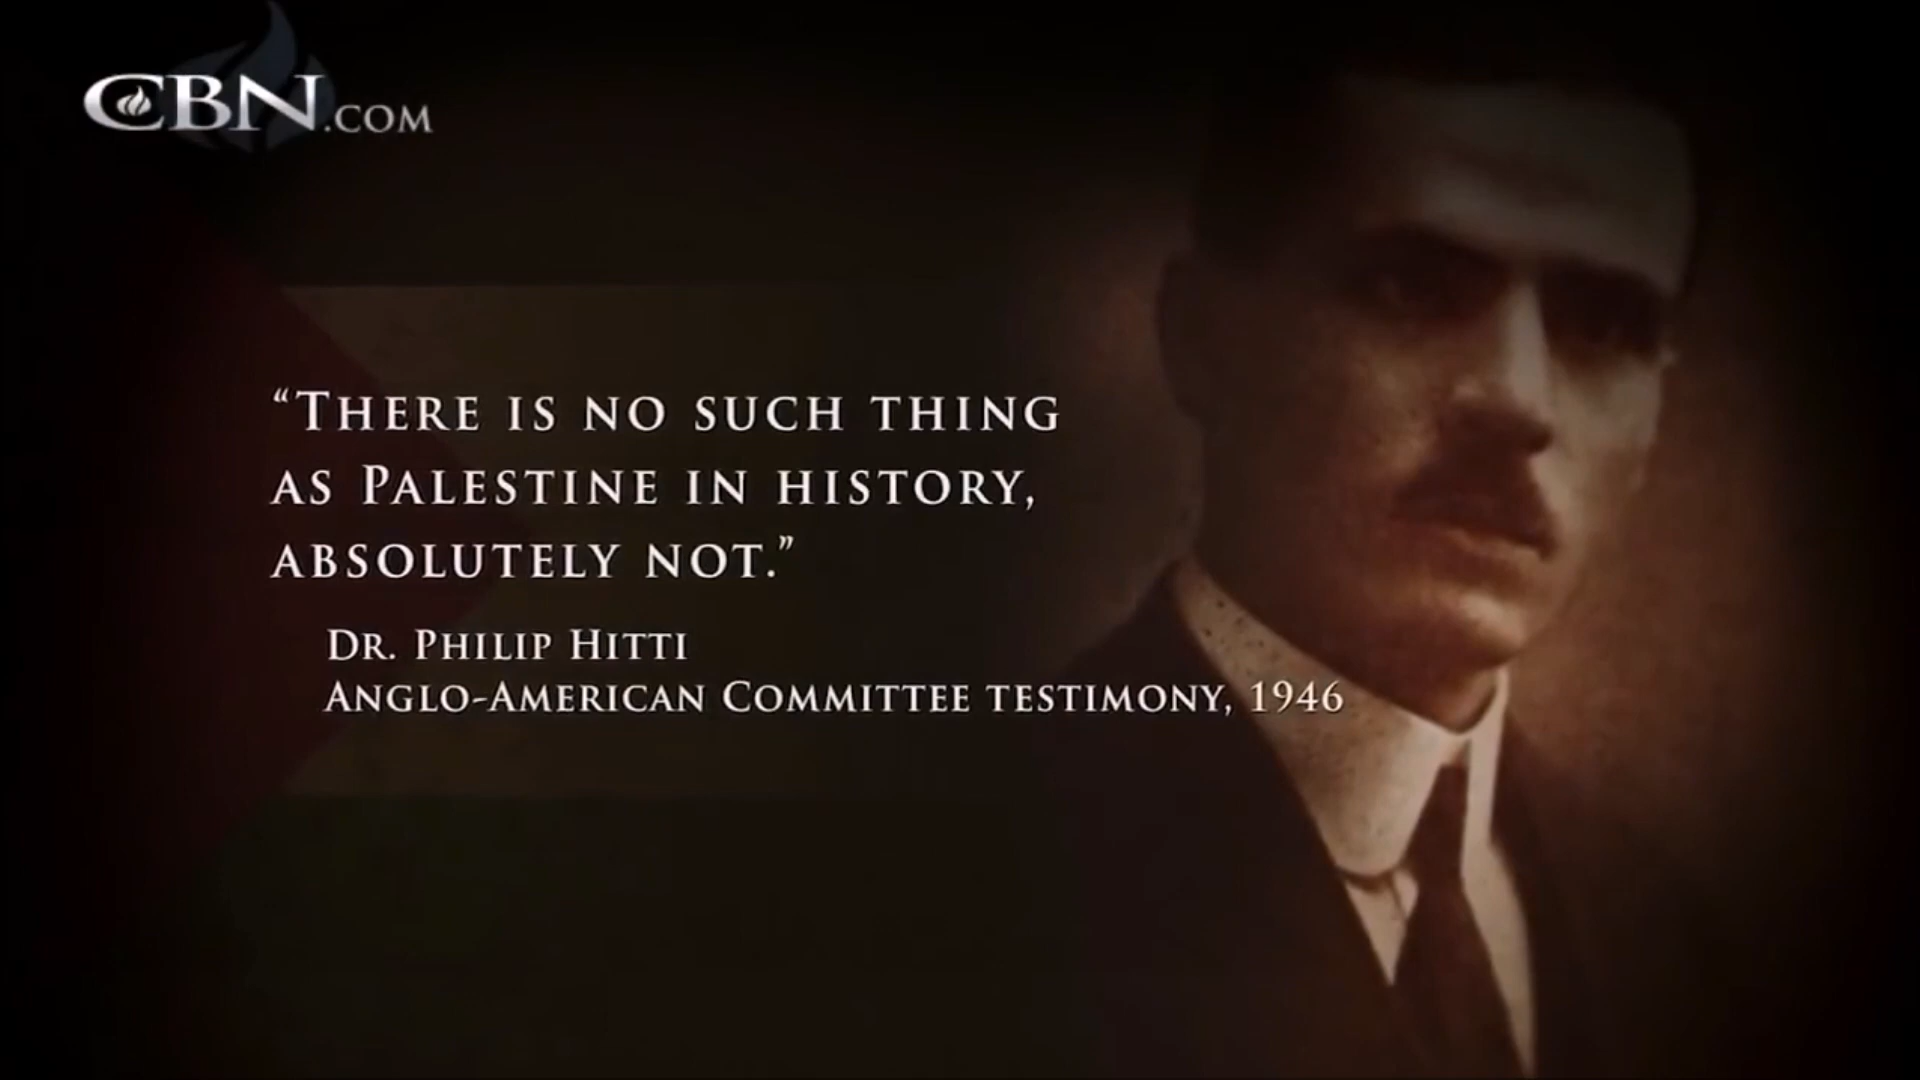 CBN.COM
“THERE IS NO SUCH THING
AS PALESTINE IN HISTORY,
ABSOLUTELY NOT.”
DR. PHILIP HITTI
ANGLO-AMERICAN COMMITTEE TESTIMONY, 1946